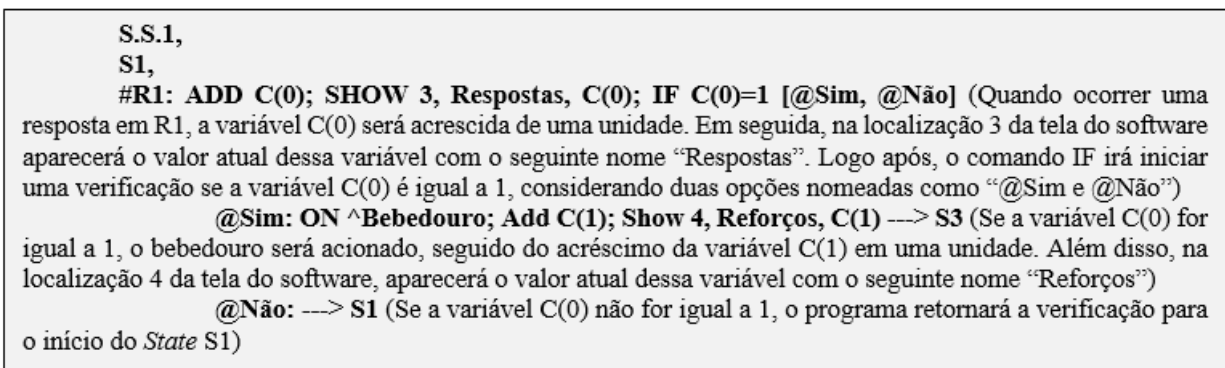 S.S.1,
S1,
#R1: ADD C(0); SHOW 3, Respostas, C(0); IF C(0)=1 [@Sim, @Não] (Quando ocorrer uma
resposta em R1, a variável C(0) será acrescida de uma unidade. Em seguida, na localização 3 da tela do software
aparecerá o valor atual dessa variável com o seguinte nome “Respostas”. Logo após, o comando IF irá iniciar
uma verificação se a variável C(0) é igual a 1, considerando duas opções nomeadas como “@Sim e @Não”)
@Sim: ON ^Bebedouro; Add C(1); Show 4, Reforços, C(1) ---> S3 (Se a variável C(0) for
igual a 1, o bebedouro será acionado, seguido do acréscimo da variável C(1) em uma unidade. Além disso, na
localização 4 da tela do software, aparecerá o valor atual dessa variável com o seguinte nome “Reforços”)
@Não: ---> S1 (Se a variável C(0) não for igual a 1, o programa retornará a verificação para
o início do State S1)